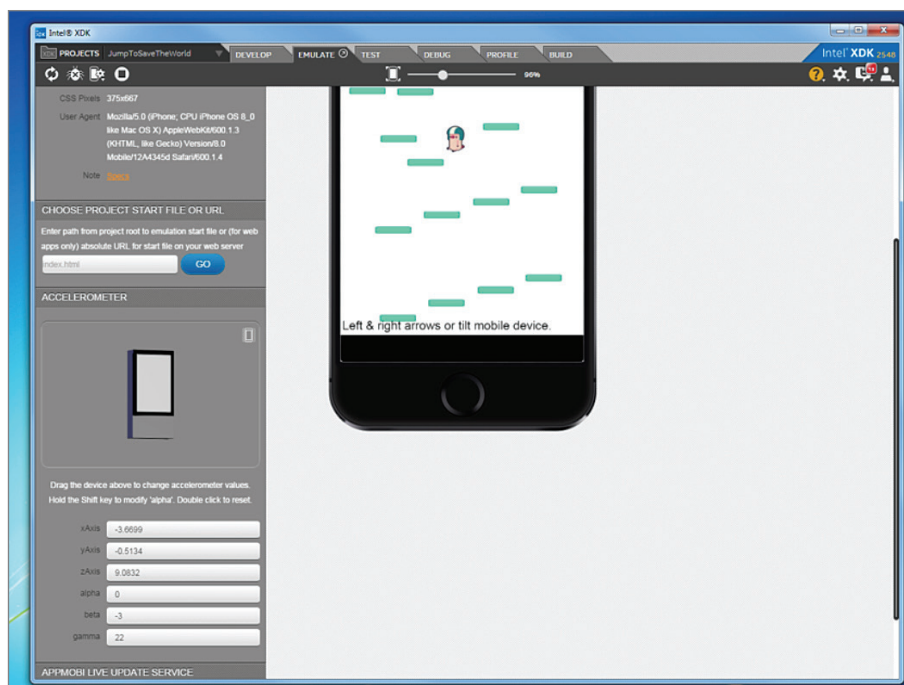 Intel® XDK
PROJECTS JumpToSaveTheWorld DEVELOP EMULATE TEST DEBUG PROFILE BUILD Intel® XDK 2548
96%
CSS Pixels 375x667
User Agent Mozilla/5.0 (iPhone; CPU iPhone OS 8_0
like Mac OS X) AppleWebKit/600.1.3
(KHTML, like Gecko) Version/8.0
Mobile/12A4345d Safari/600.1.4
Note Specs
CHOOSE PROJECT START FILE OR URL
Enter path from project root to emulation start file or (for web
apps only) absolute URL for start file on your web server
index.html GO
ACCELEROMETER
Left & right arrows or tilt mobile device.
Drag the device above to change accelerometer values.
Hold the Shift key to modify 'alpha'. Double click to reset.
xAxis -3.6699
yAxis -0.5134
zAxis 9.0832
alpha 0
beta -3
gamma 22
APPMOBI LIVE UPDATE SERVICE